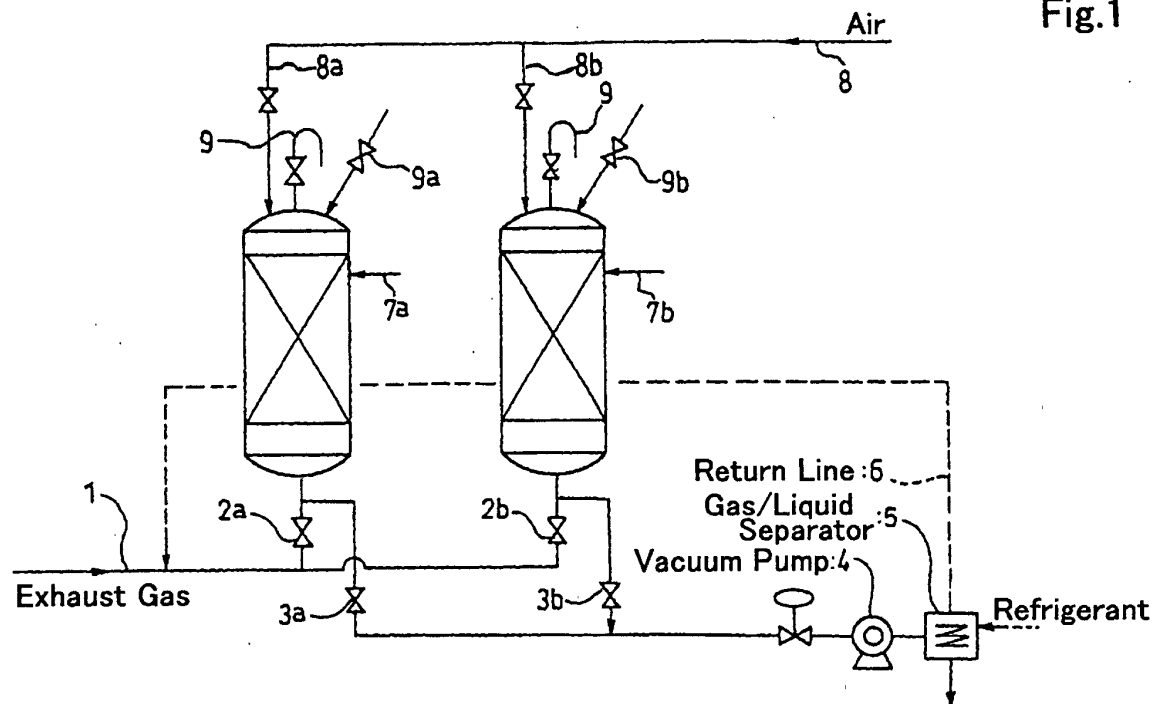 Fig.1
Air
8a
8b
8
9
9
9a
9b
7a
7b
Return Line:6
1
2a
2b
Gas/Liquid
Separator:5
Vacuum Pump:4
Exhaust Gas
3a
3b
Refrigerant